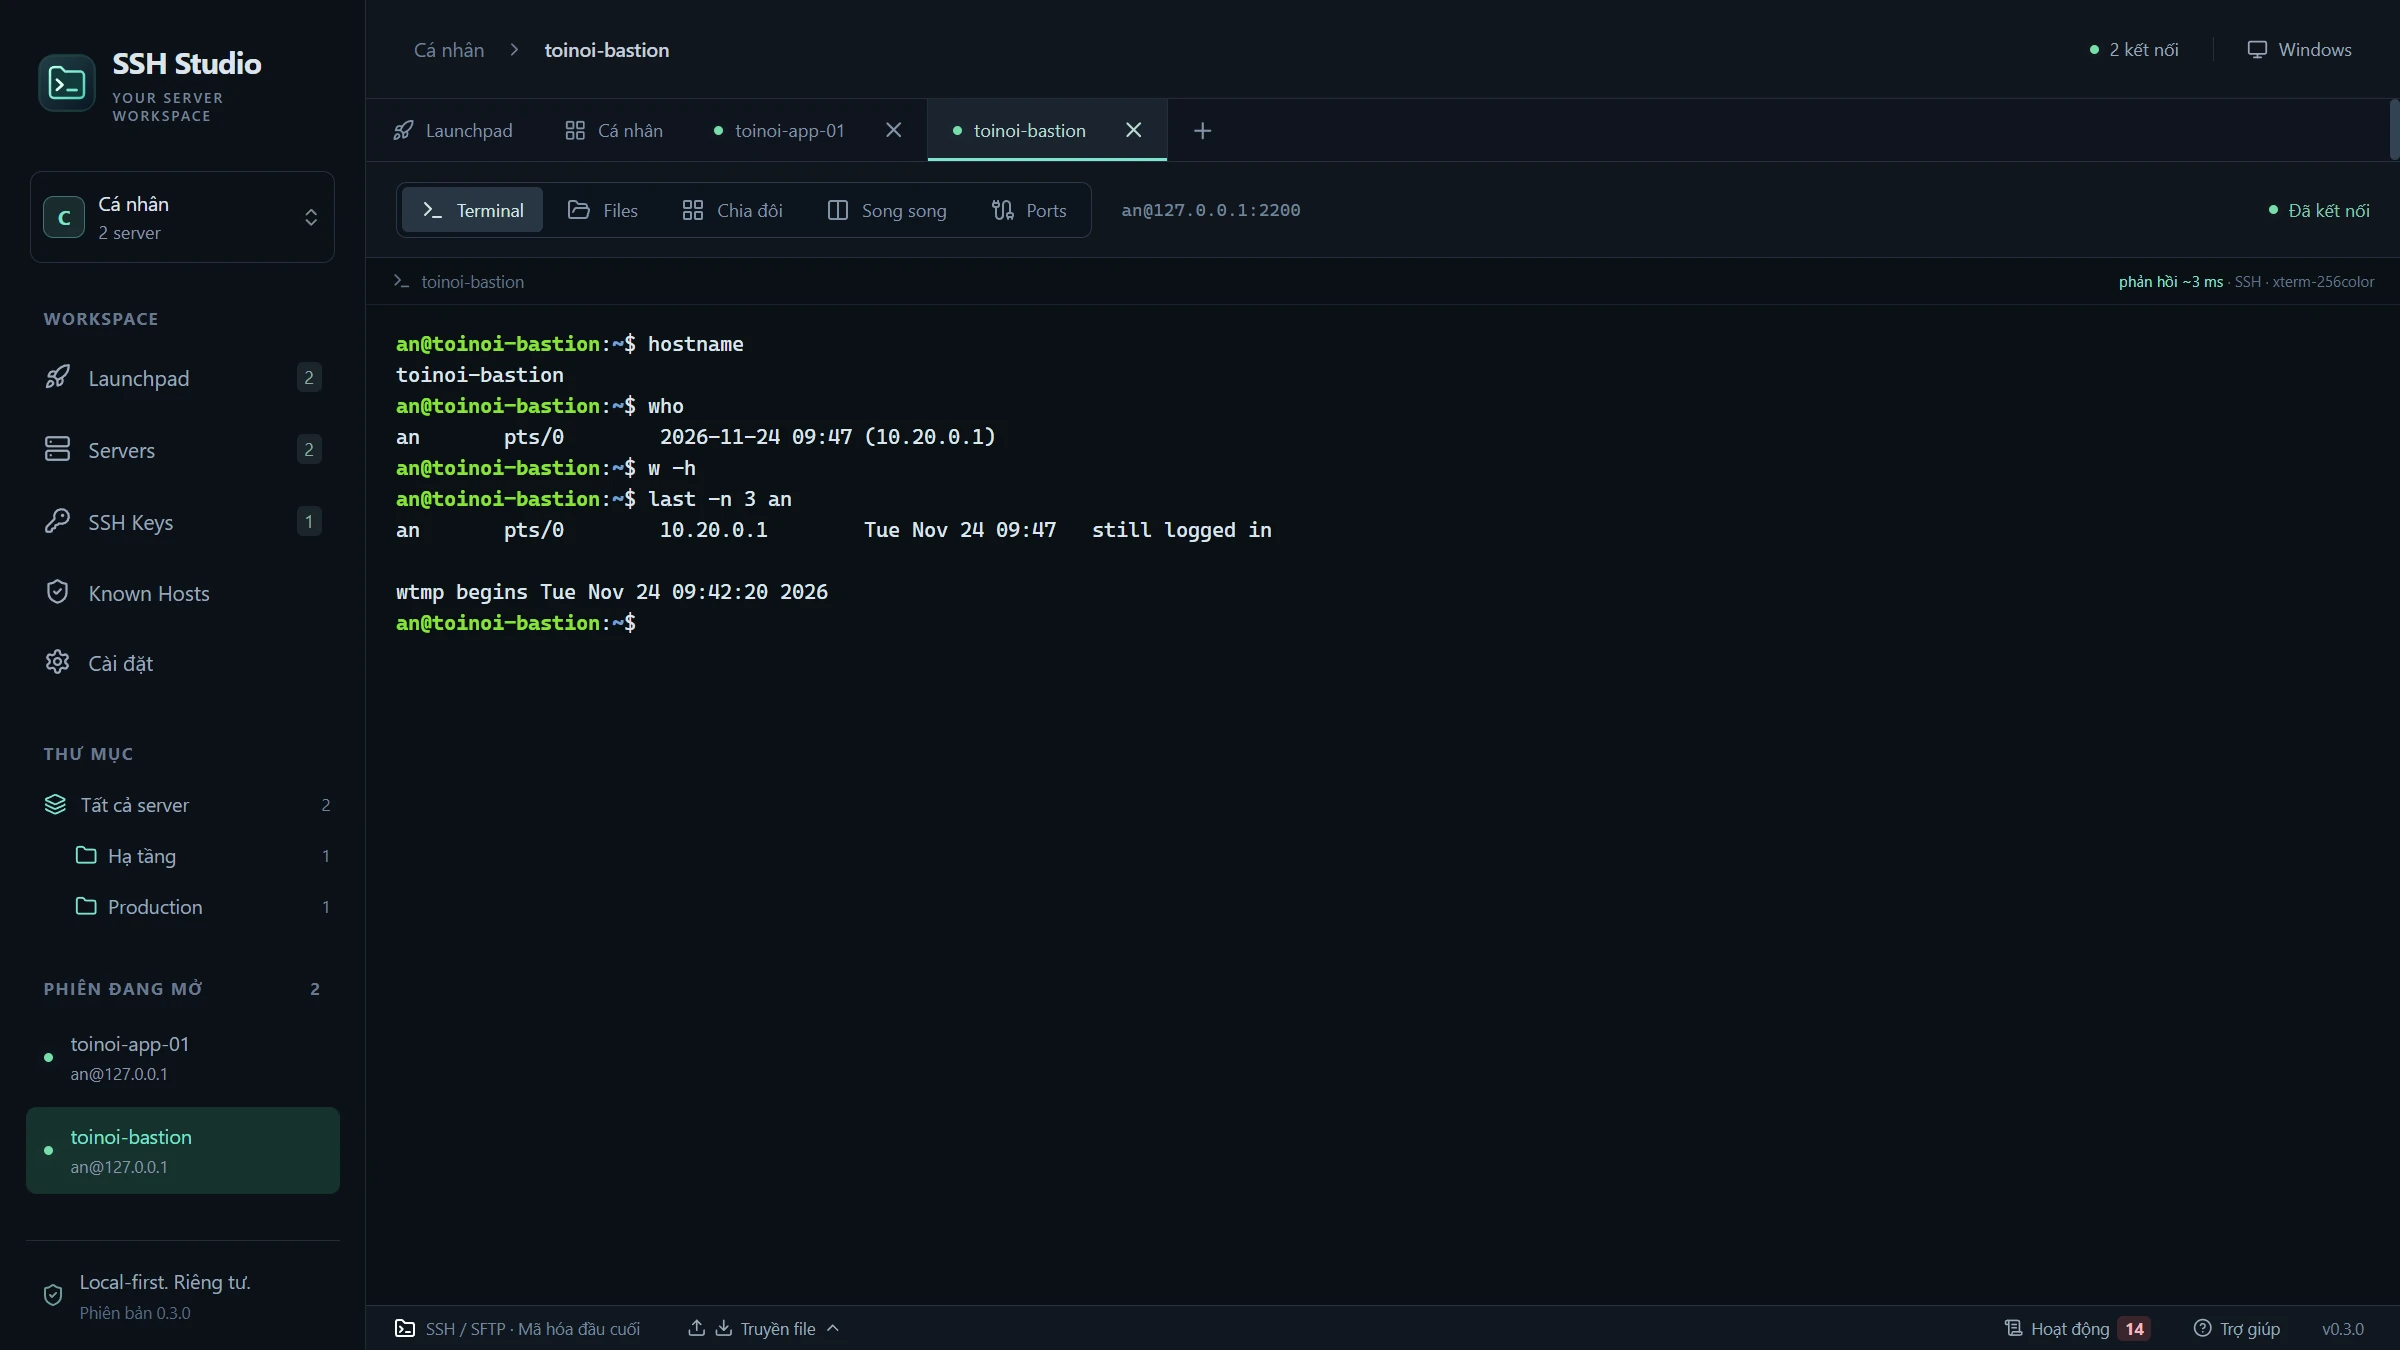 SSH Studio
YOUR SERVER
WORKSPACE
C
Cá nhân
2 server
WORKSPACE
Launchpad 2
Servers 2
SSH Keys 1
Known Hosts
Cài đặt
THƯ MỤC
Tất cả server 2
Hạ tầng 1
Production 1
PHIÊN ĐANG MỞ 2
toinoi-app-01
an@127.0.0.1
toinoi-bastion
an@127.0.0.1
Local-first. Riêng tư.
Phiên bản 0.3.0
Cá nhân toinoi-bastion
2 kết nối Windows
Launchpad Cá nhân toinoi-app-01 toinoi-bastion
Terminal Files Chia đôi Song song Ports an@127.0.0.1:2200 Đã kết nối
toinoi-bastion phản hồi ~3 ms · SSH · xterm-256color
an@toinoi-bastion:~$ hostname
toinoi-bastion
an@toinoi-bastion:~$ who
an pts/0 2026-11-24 09:47 (10.20.0.1)
an@toinoi-bastion:~$ w -h
an@toinoi-bastion:~$ last -n 3 an
an pts/0 10.20.0.1 Tue Nov 24 09:47 still logged in
wtmp begins Tue Nov 24 09:42:20 2026
an@toinoi-bastion:~$
SSH / SFTP · Mã hóa đầu cuối Truyền file Hoạt động 14 Trợ giúp v0.3.0